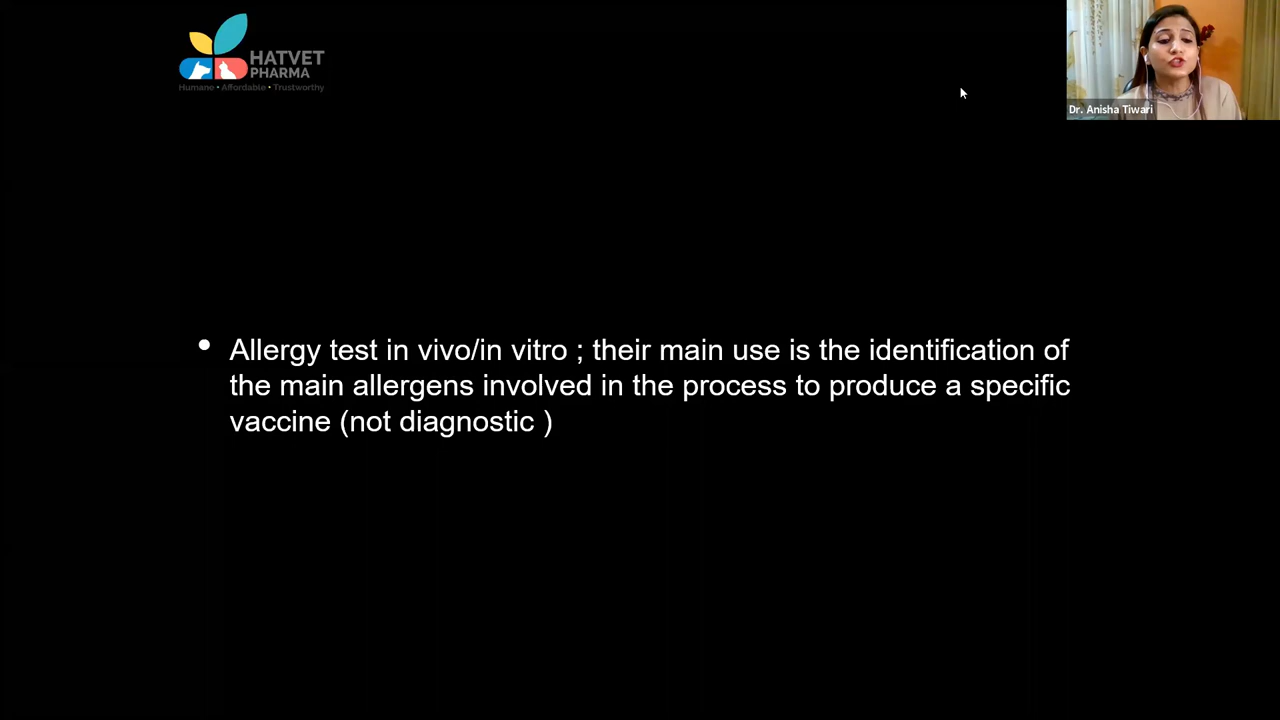 HATVET
PHARMA
Humane • Affordable • Trustworthy
Dr. Anisha Tiwari
• Allergy test in vivo/in vitro ; their main use is the identification of
the main allergens involved in the process to produce a specific
vaccine (not diagnostic )